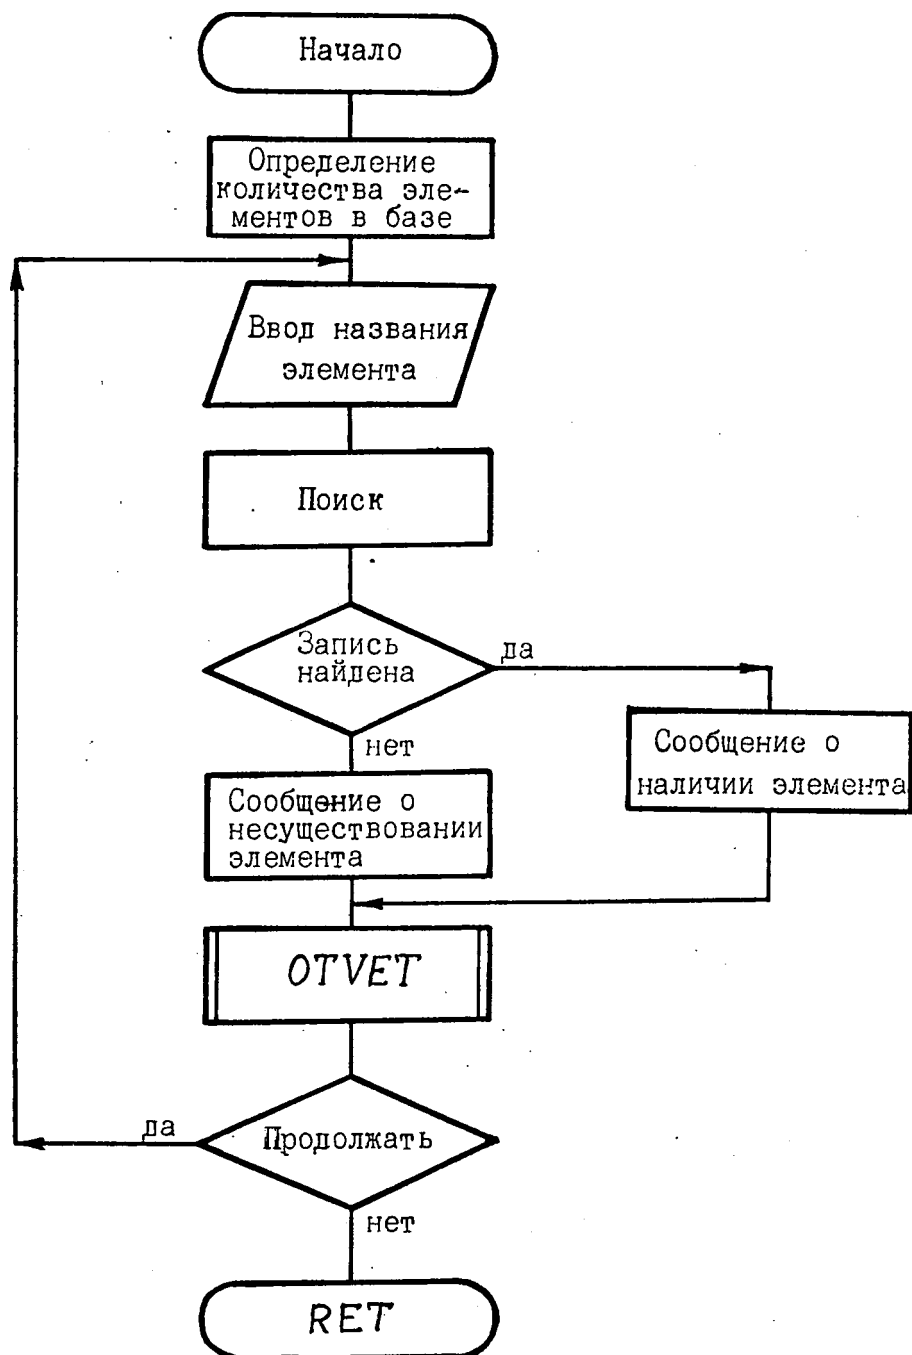 Начало
Определение
количества эле-
ментов в базе
Ввод названия
элемента
Поиск
Запись
найдена
да
нет
Сообщение о
наличии элемента
Сообщение о
несуществовании
элемента
OTVET
Продолжать
да
нет
RET